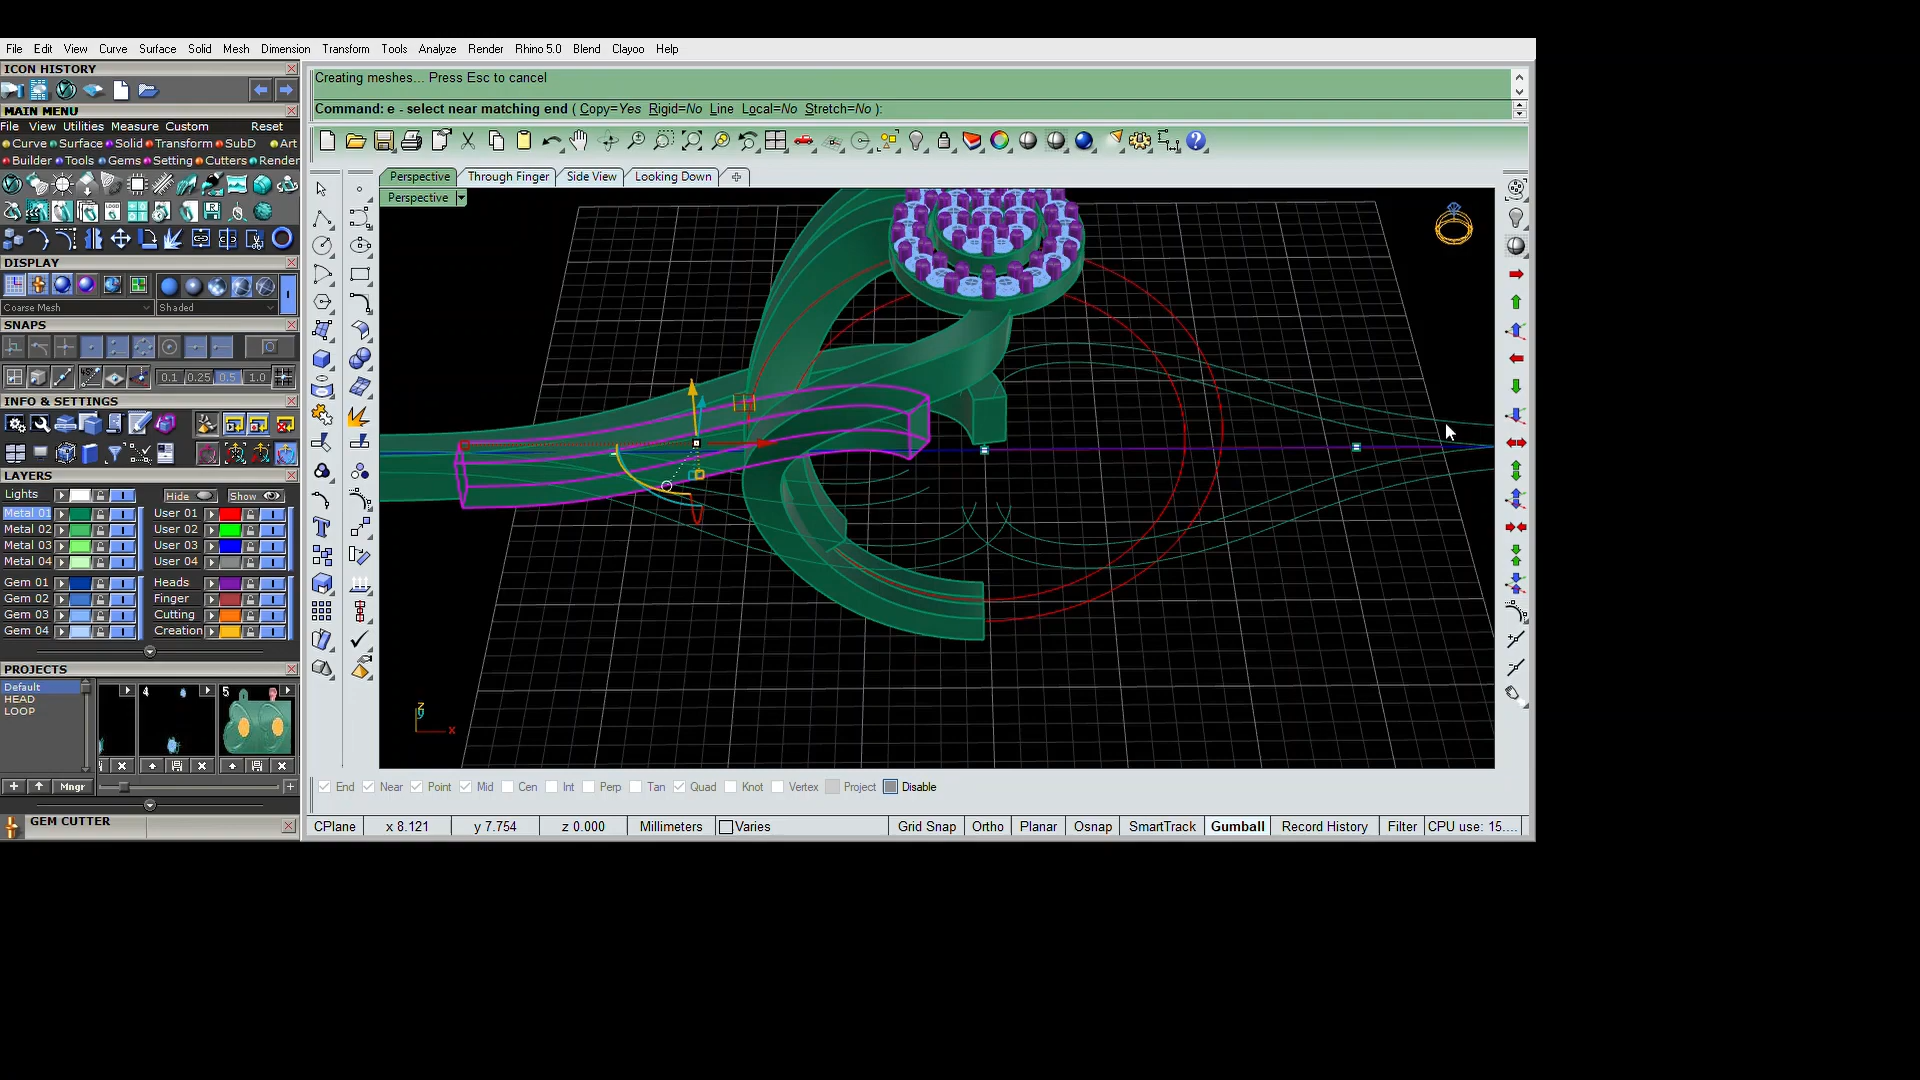 File Edit View Curve Surface Solid Mesh Dimension Transform Tools Analyze Render Rhino 5.0 Blend Clayoo Help
ICON HISTORY
MAIN MENU
File View Utilities Measure Custom Reset
Curve Surface Solid Transform SubD Art
Builder Tools Gems Setting Cutters Render
DISPLAY
Coarse Mesh Shaded
SNAPS
0.1 0.25 0.5 1.0
INFO & SETTINGS
LAYERS
Lights Hide Show
Metal 01 User 01
Metal 02 User 02
Metal 03 User 03
Metal 04 User 04
Gem 01 Heads
Gem 02 Finger
Gem 03 Cutting
Gem 04 Creation
PROJECTS
Default
HEAD
LOOP
4 5
Mngr
GEM CUTTER
Creating meshes... Press Esc to cancel
Command: e - select near matching end ( Copy=Yes Rigid=No Line Local=No Stretch=No ):
Perspective Through Finger Side View Looking Down
Perspective
z
y
x
End Near Point Mid Cen Int Perp Tan Quad Knot Vertex Project Disable
CPlane x 8.121 y 7.754 z 0.000 Millimeters Varies Grid Snap Ortho Planar Osnap SmartTrack Gumball Record History Filter CPU use: 15....